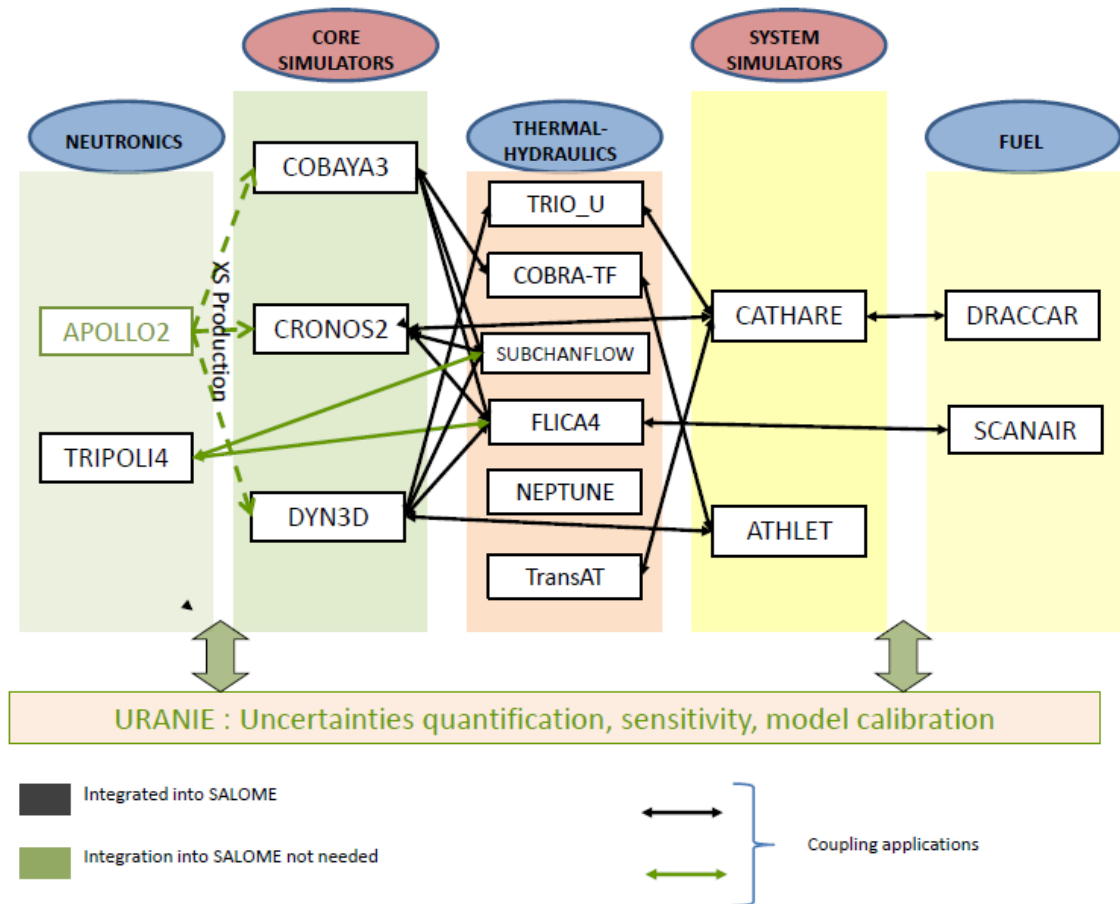 CORE
SIMULATORS
SYSTEM
SIMULATORS
NEUTRONICS
THERMAL-
HYDRAULICS
FUEL
COBAYA3
TRIO_U
COBRA-TF
XS Production
APOLLO2
CRONOS2
CATHARE
DRACCAR
SUBCHANFLOW
FLICA4
SCANAIR
TRIPOLI4
NEPTUNE
DYN3D
ATHLET
TransAT
URANIE : Uncertainties quantification, sensitivity, model calibration
Integrated into SALOME
Integration into SALOME not needed
Coupling applications